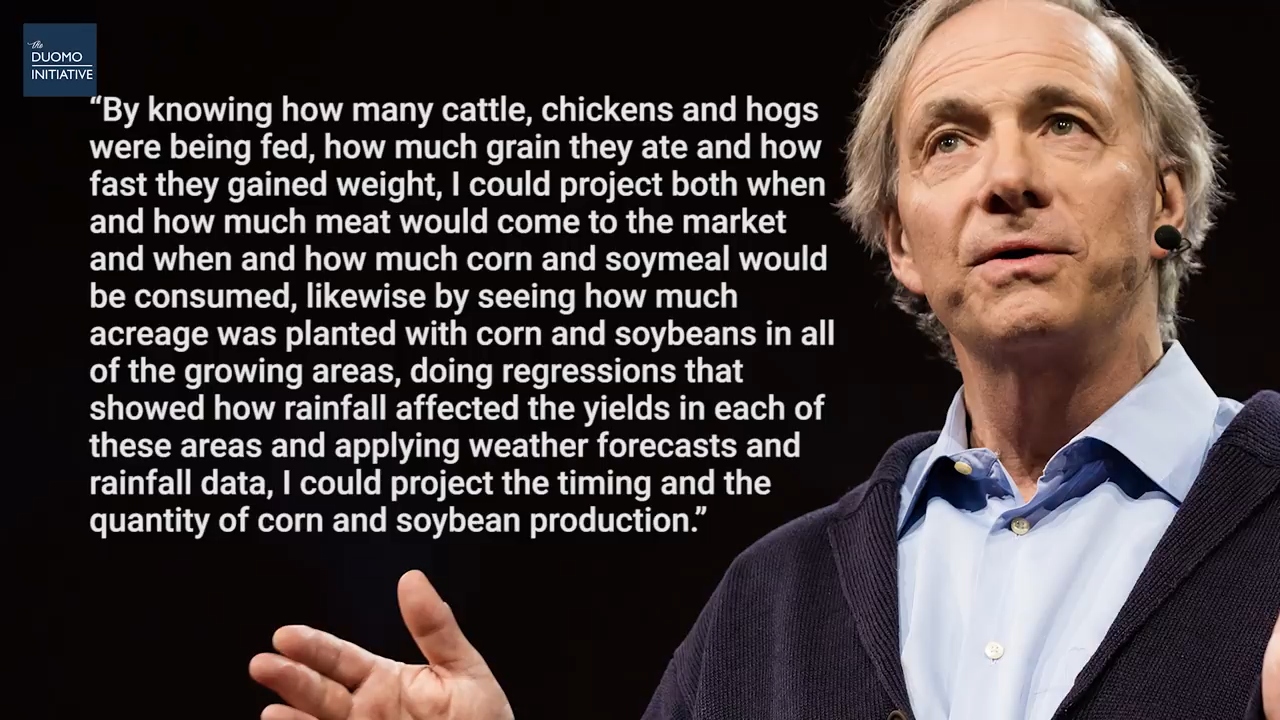 the
DUOMO
INITIATIVE
“By knowing how many cattle, chickens and hogs
were being fed, how much grain they ate and how
fast they gained weight, I could project both when
and how much meat would come to the market
and when and how much corn and soymeal would
be consumed, likewise by seeing how much
acreage was planted with corn and soybeans in all
of the growing areas, doing regressions that
showed how rainfall affected the yields in each of
these areas and applying weather forecasts and
rainfall data, I could project the timing and the
quantity of corn and soybean production.”